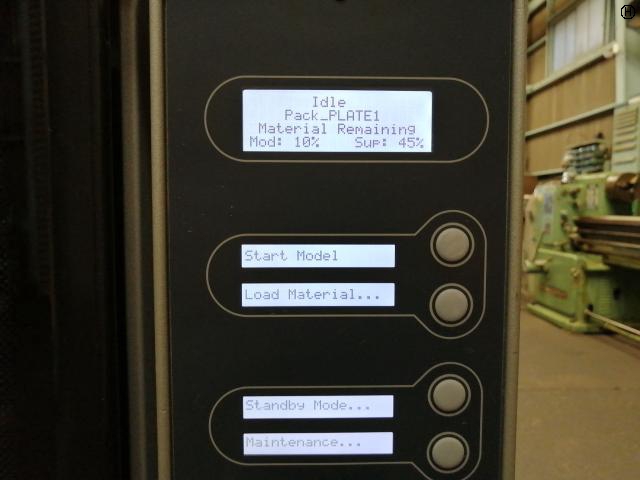 Idle
Pack_PLATE1
Material Remaining
Mod: 10% Sup: 45%
Start Model
Load Material...
Standby Mode...
Maintenance...